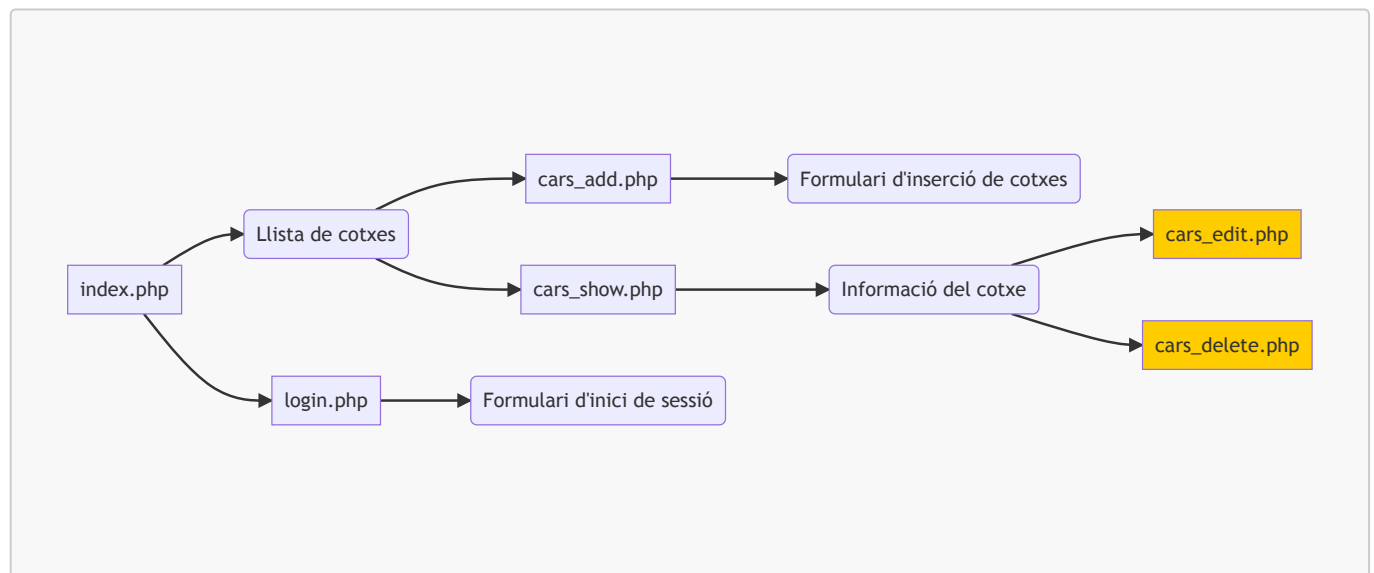 index.php
Llista de cotxes
cars_add.php
Formulari d'inserció de cotxes
cars_show.php
Informació del cotxe
cars_edit.php
cars_delete.php
login.php
Formulari d'inici de sessió